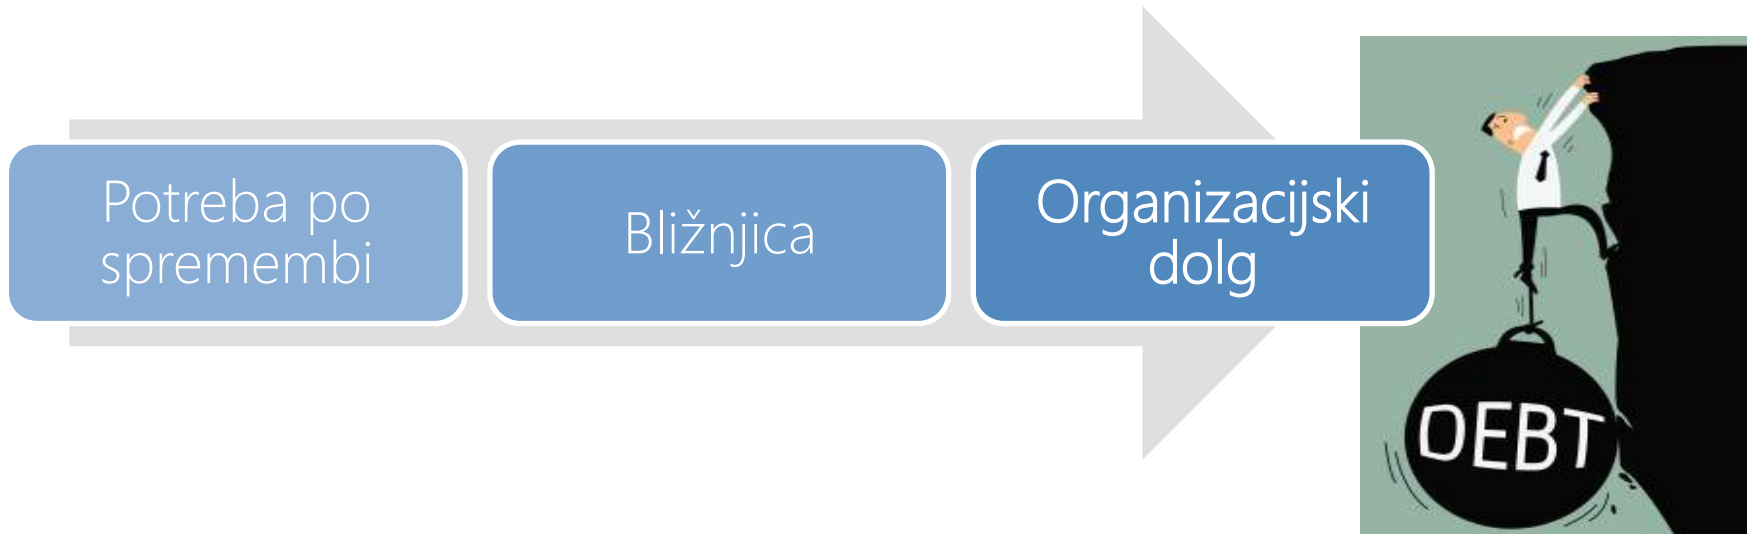 Potreba po
spremembi
Bližnjica
Organizacijski
dolg
DEBT